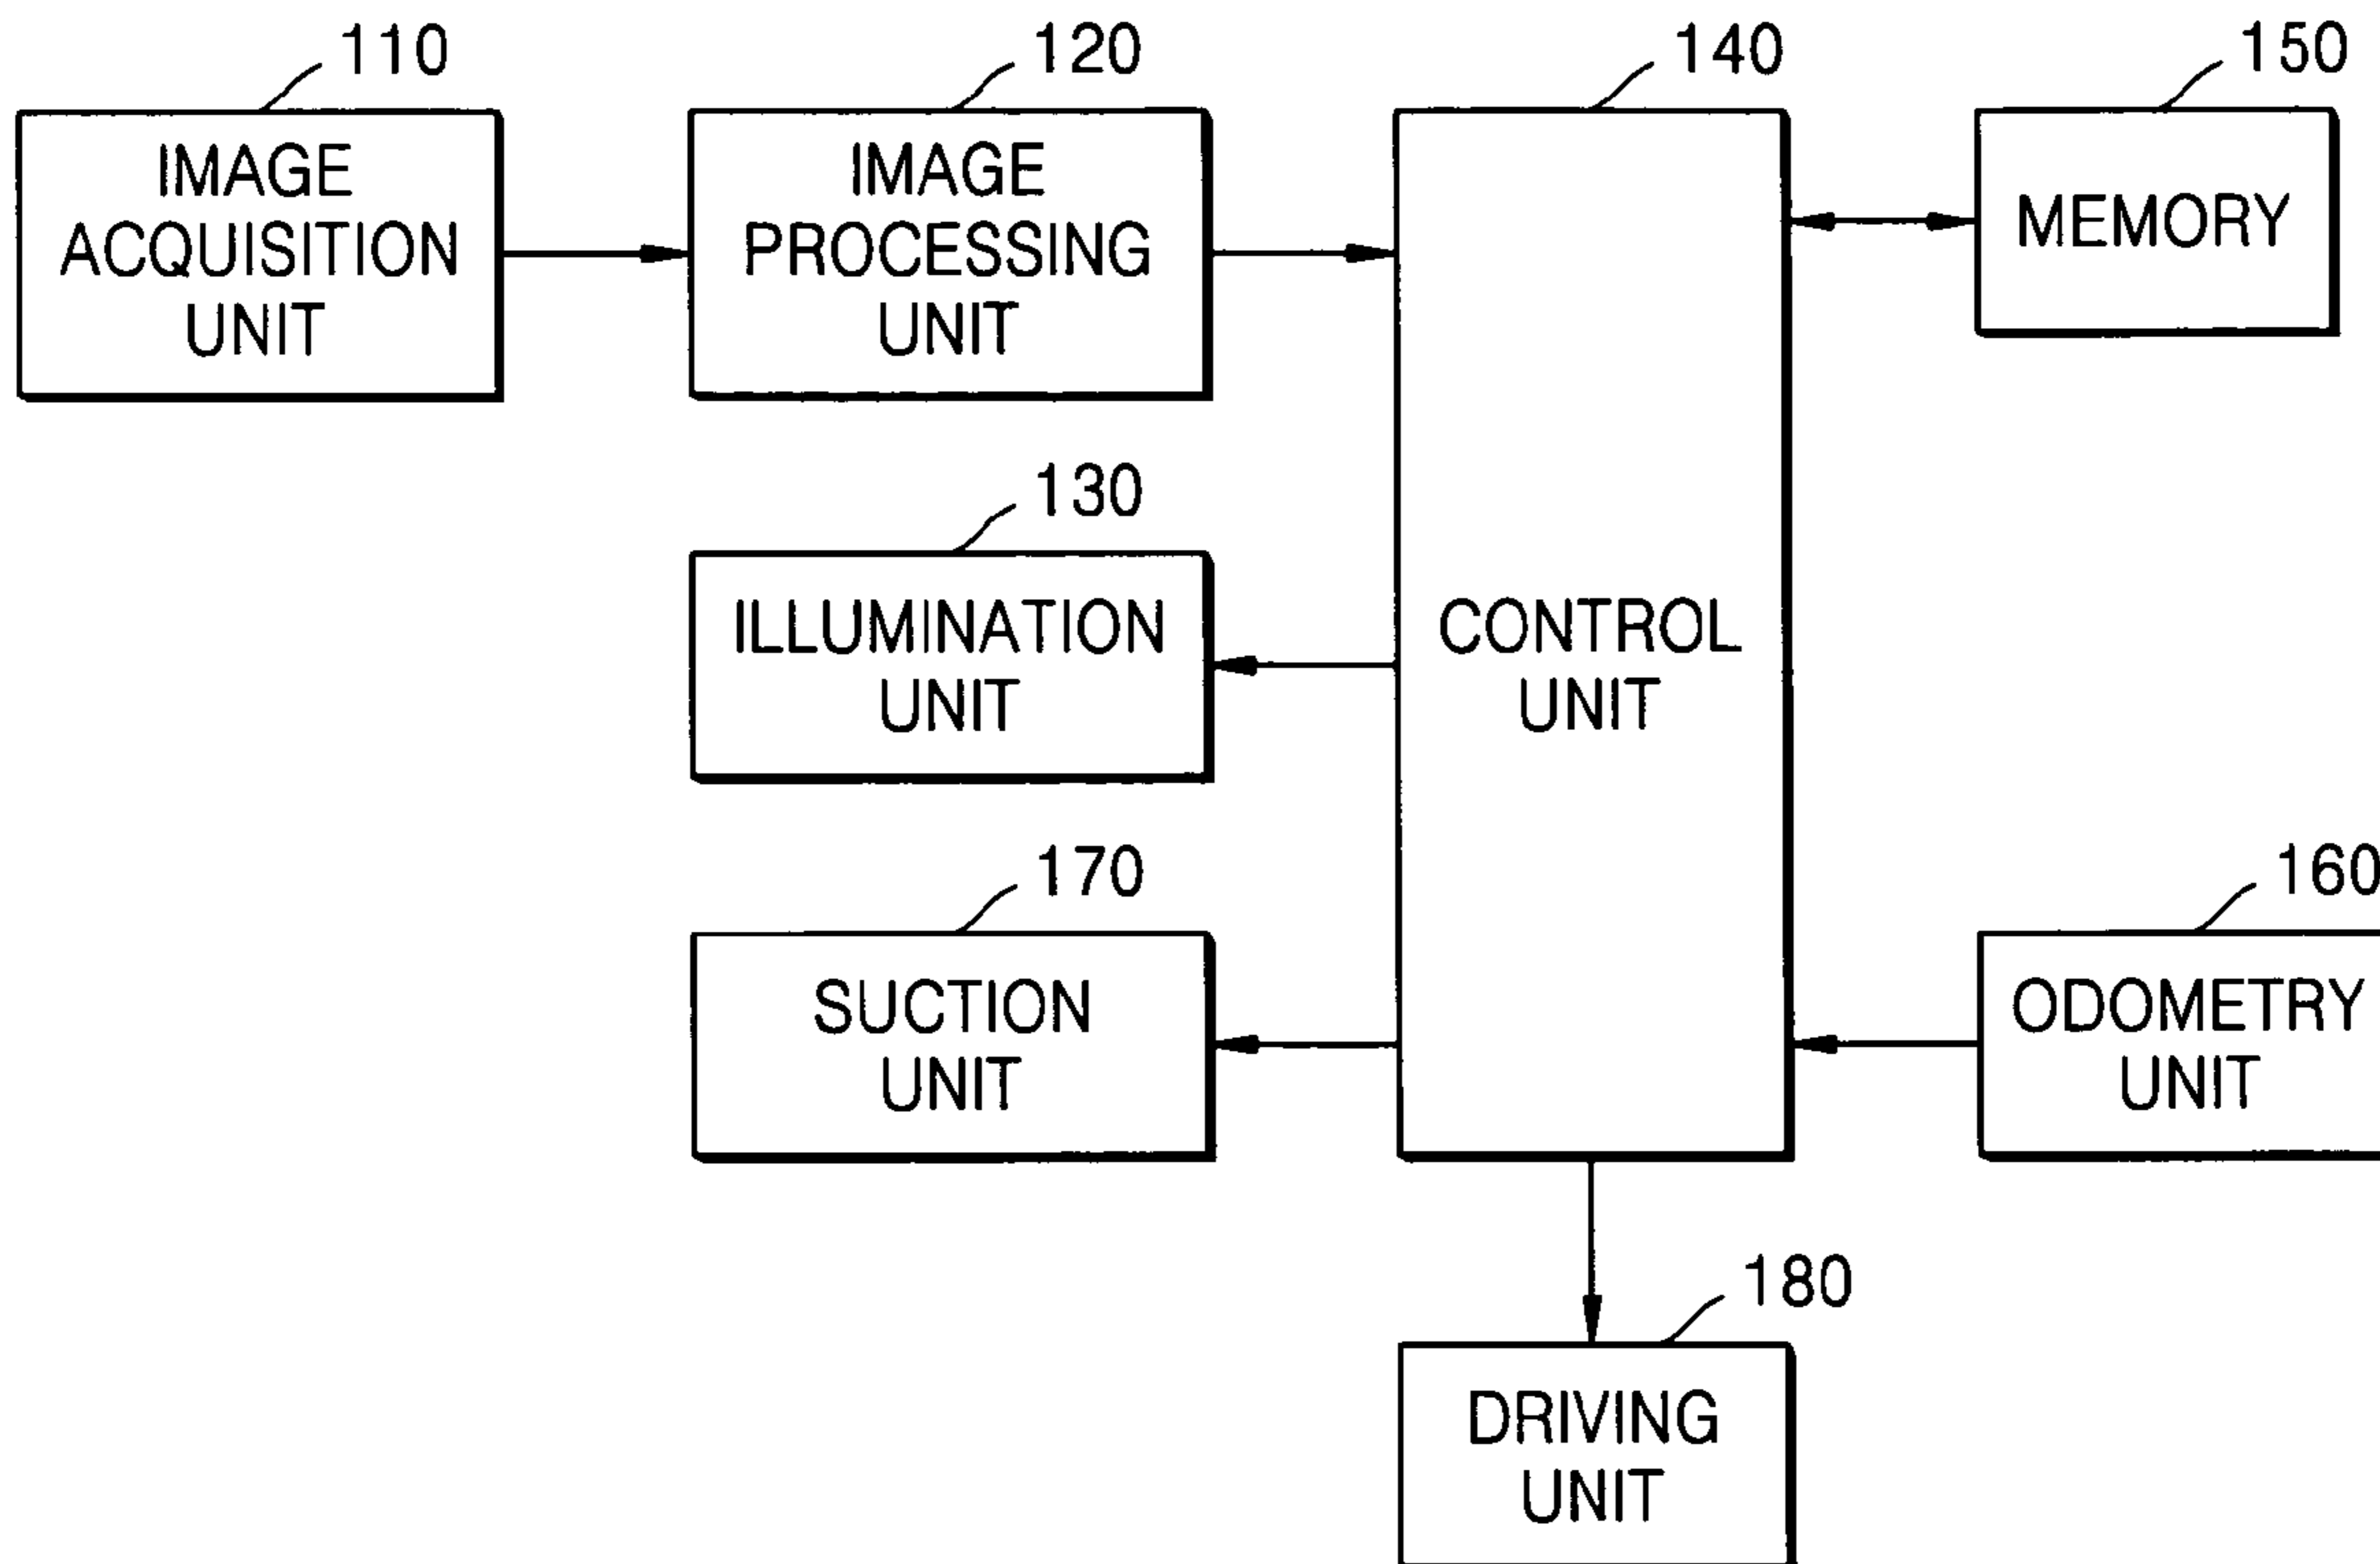 110
120
140
150
IMAGE
ACQUISITION
UNIT
IMAGE
PROCESSING
UNIT
MEMORY
130
ILLUMINATION
UNIT
CONTROL
UNIT
170
160
SUCTION
UNIT
ODOMETRY
UNIT
180
DRIVING
UNIT